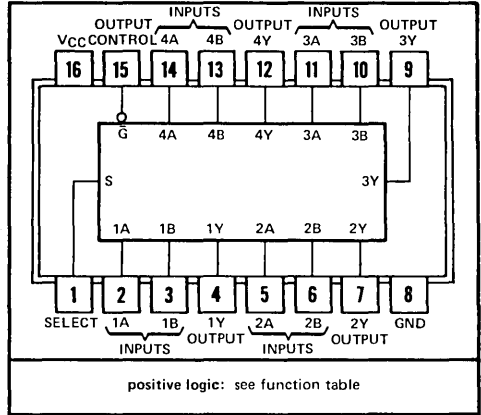 INPUTS INPUTS
OUTPUT OUTPUT OUTPUT
VCC CONTROL 4A 4B 4Y 3A 3B 3Y
16 15 14 13 12 11 10 9
G 4A 4B 4Y 3A 3B
S 3Y
1A 1B 1Y 2A 2B 2Y
1 2 3 4 5 6 7 8
SELECT 1A 1B 1Y 2A 2B 2Y GND
INPUTS OUTPUT INPUTS OUTPUT
positive logic: see function table